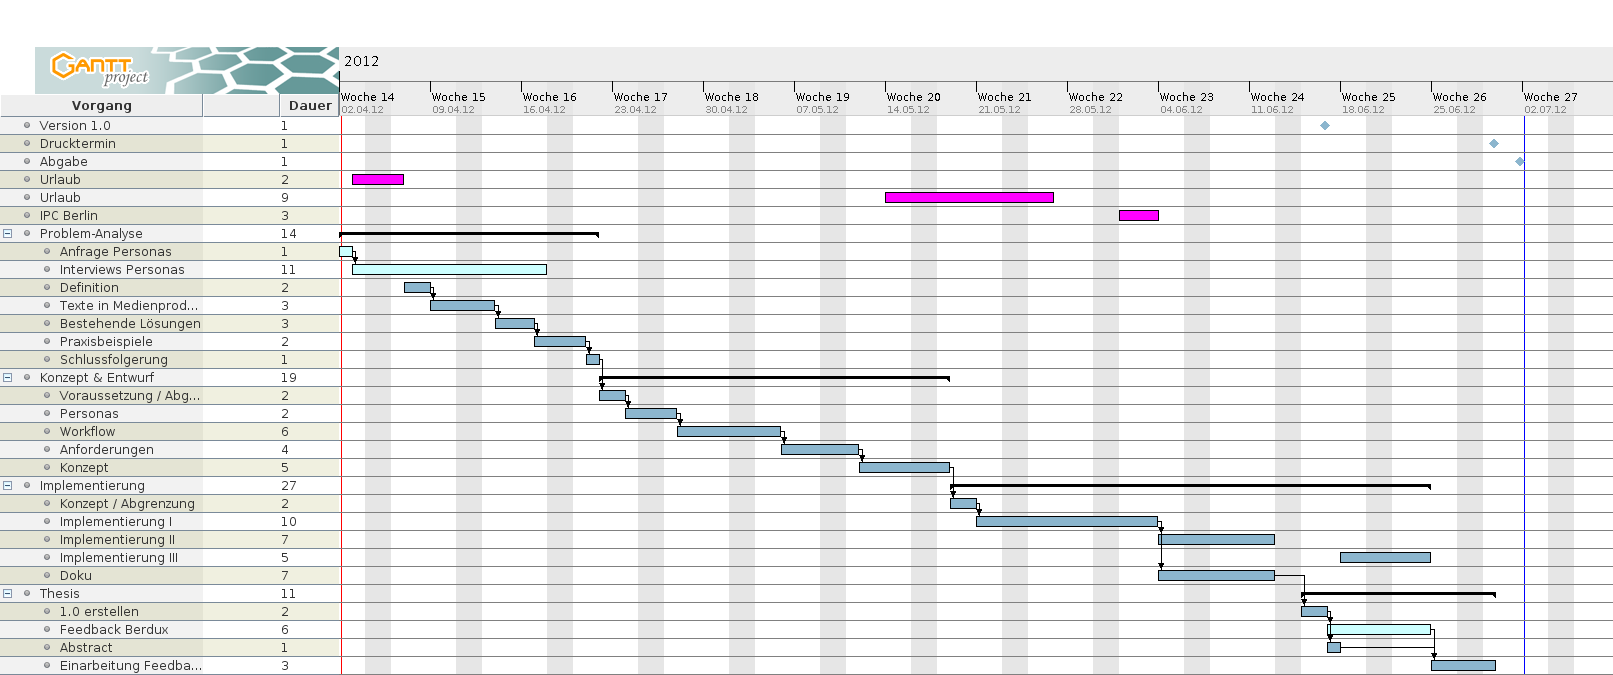 GANTT
project
2012
Woche 14 Woche 15 Woche 16 Woche 17 Woche 18 Woche 19 Woche 20 Woche 21 Woche 22 Woche 23 Woche 24 Woche 25 Woche 26 Woche 27
Vorgang Dauer
02.04.12 09.04.12 16.04.12 28.04.12 30.04.12 07.05.12 14.05.12 21.05.12 28.05.12 04.06.12 11.06.12 18.06.12 25.06.12 02.07.12
Version 1.0 1
Drucktermin 1
Abgabe 1
Urlaub 2
Urlaub 9
IPC Berlin 3
Problem-Analyse 14
Anfrage Personas 1
Interviews Personas 11
Definition 2
Texte in Medienprod... 3
Bestehende Lösungen 3
Praxisbeispiele 2
Schlussfolgerung 1
Konzept & Entwurf 19
Voraussetzung / Abg... 2
Personas 2
Workflow 6
Anforderungen 4
Konzept 5
Implementierung 27
Konzept / Abgrenzung 2
Implementierung I 10
Implementierung II 7
Implementierung III 5
Doku 7
Thesis 11
1.0 erstellen 2
Feedback Berdux 6
Abstract 1
Einarbeitung Feedba... 3